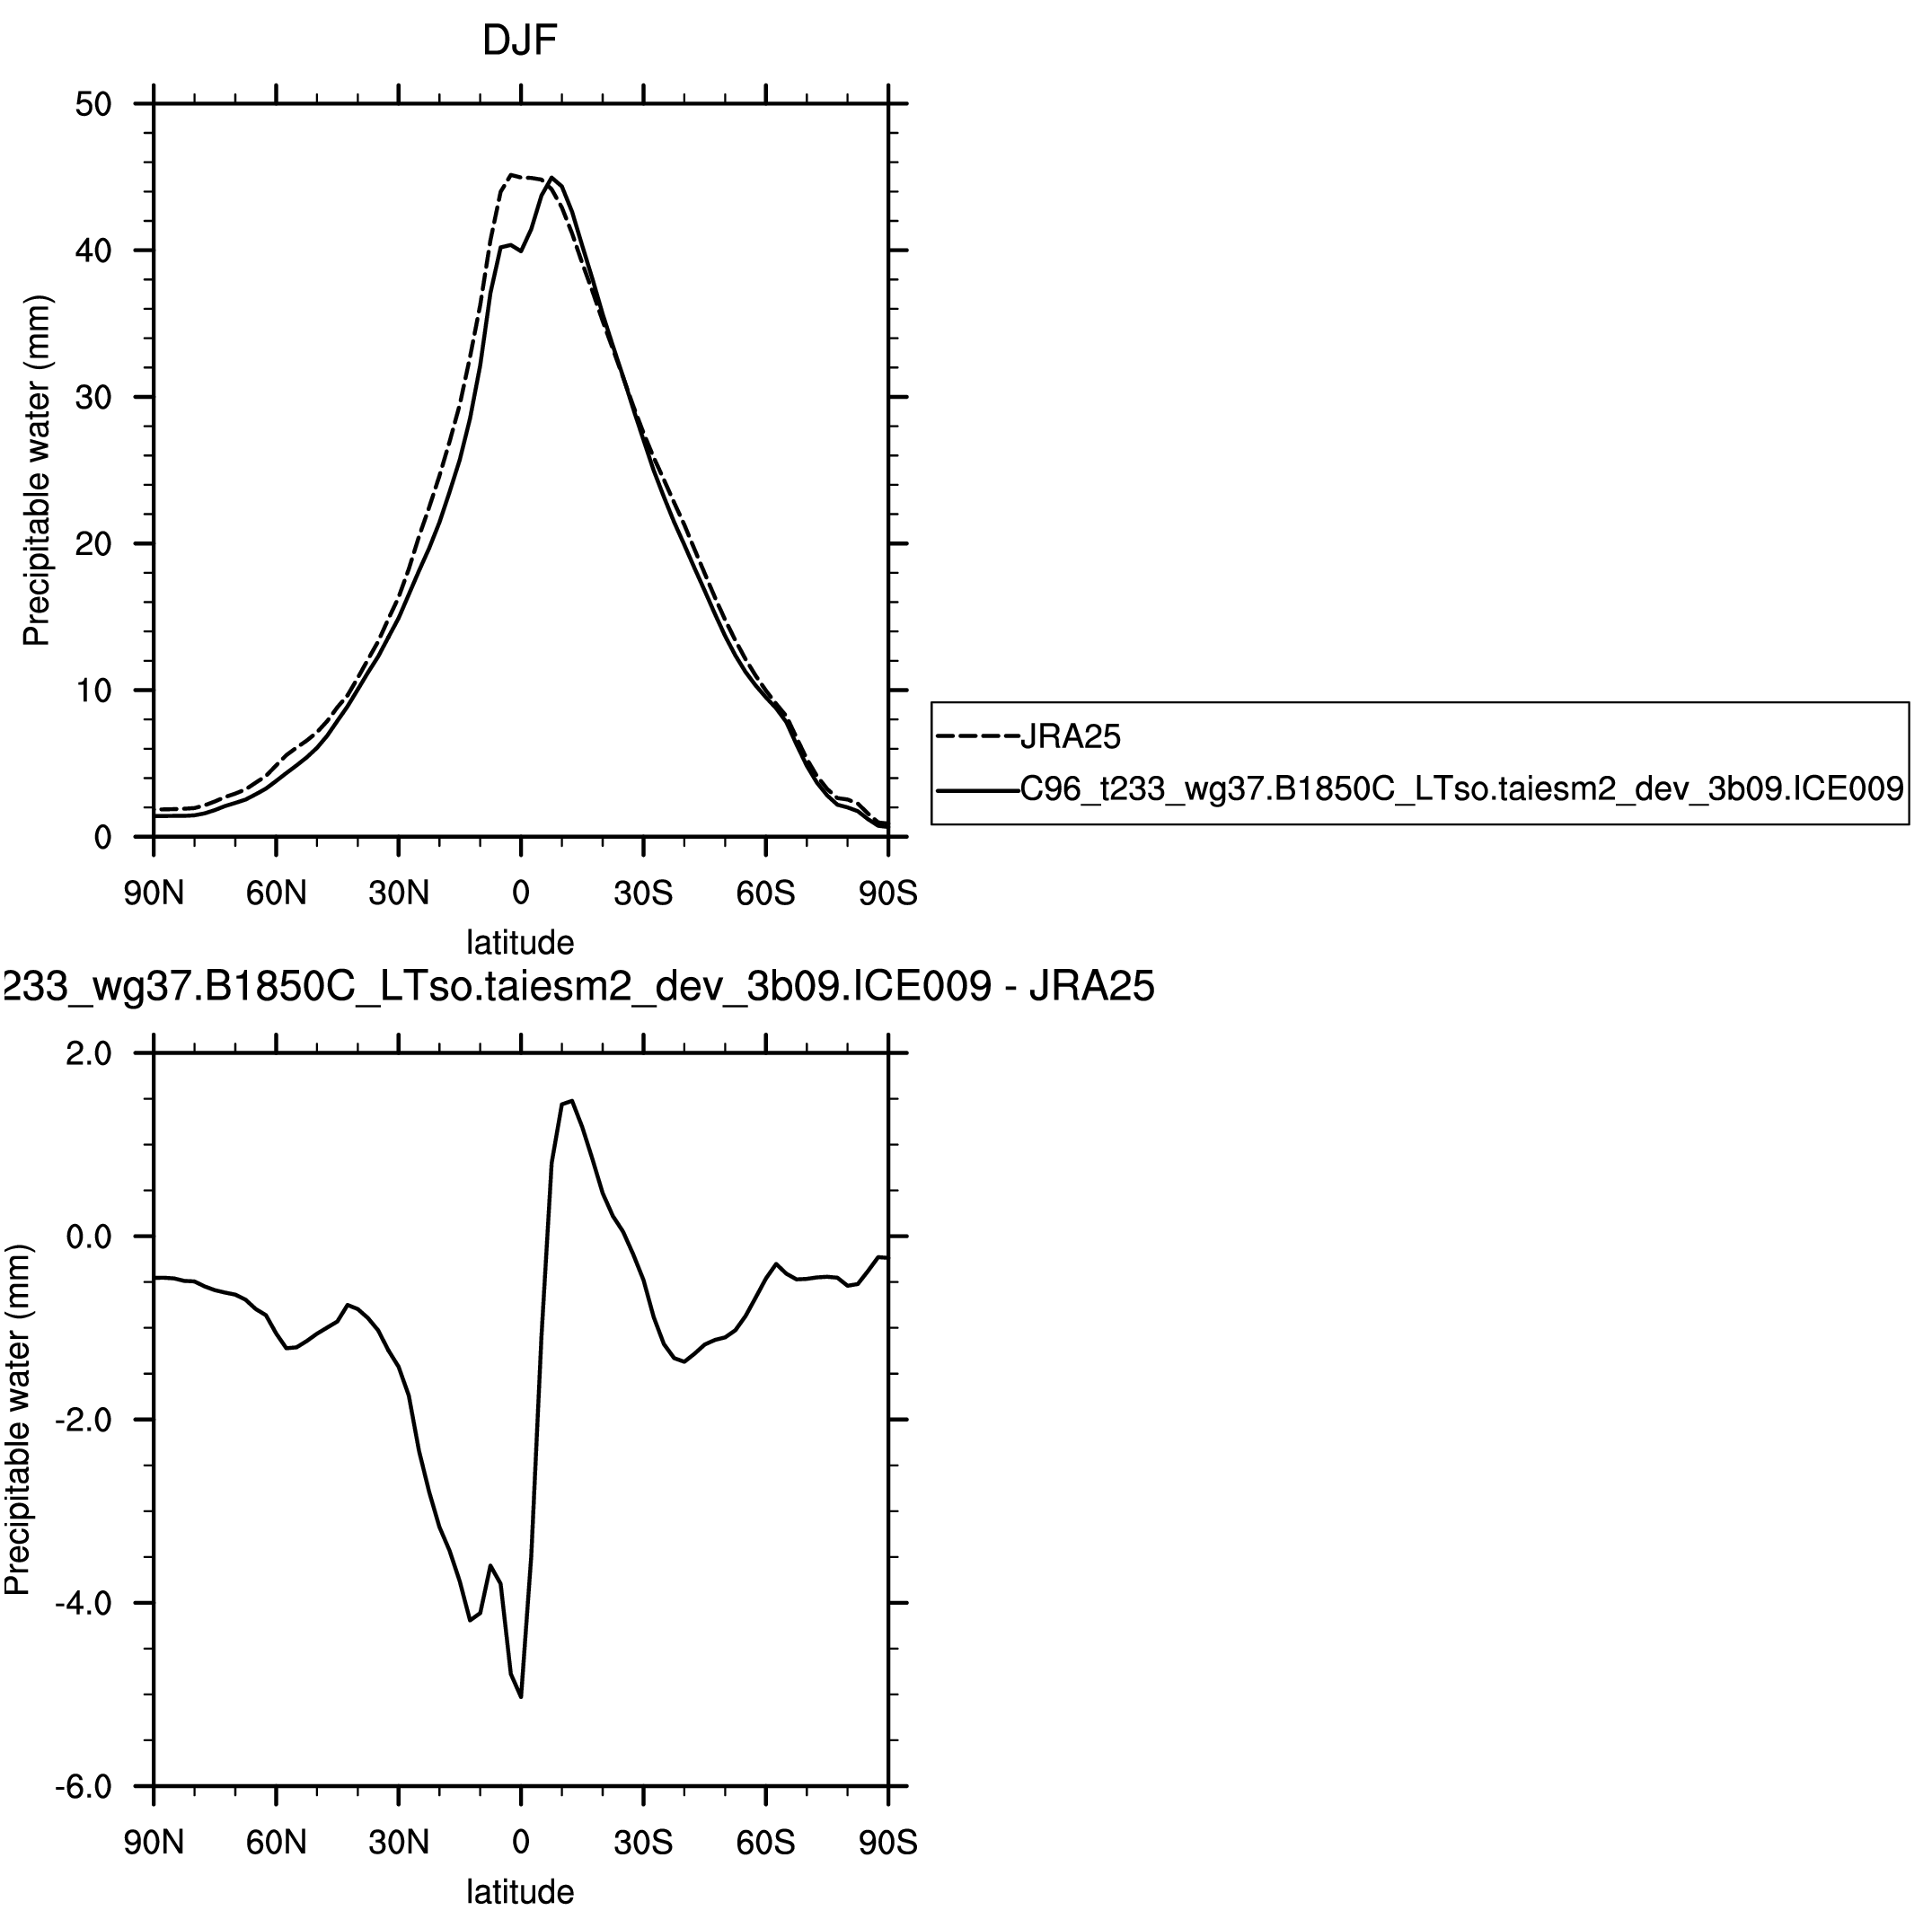 DJF
50
40
30
20
10
0
Precipitable water (mm)
90N 60N 30N 0 30S 60S 90S
latitude
JRA25
C96_t233_wg37.B1850C_LTso.taiesm2_dev_3b09.ICE009
233_wg37.B1850C_LTso.taiesm2_dev_3b09.ICE009 - JRA25
2.0
0.0
-2.0
-4.0
-6.0
Precipitable water (mm)
90N 60N 30N 0 30S 60S 90S
latitude